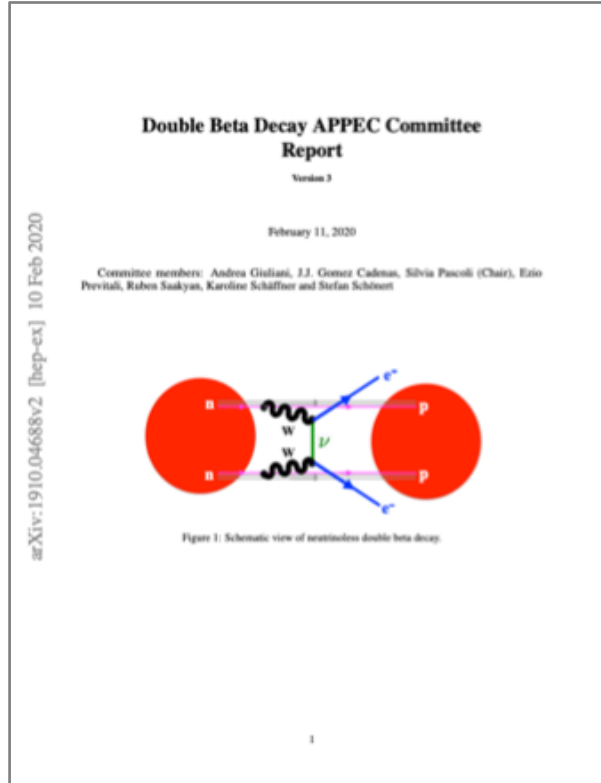 Double Beta Decay APPEC Committee
Report
Version 3
February 11, 2020
Committee members: Andrea Giuliani, J.J. Gomez Cadenas, Silvia Pascoli (Chair), Ezio
Previtali, Ruben Saakyan, Karoline Schäffner and Stefan Schönert
arXiv:1910.04688v2 [hep-ex] 10 Feb 2020
e⁻
n p
W
ν
W
n p
e⁻
Figure 1: Schematic view of neutrinoless double beta decay.
1